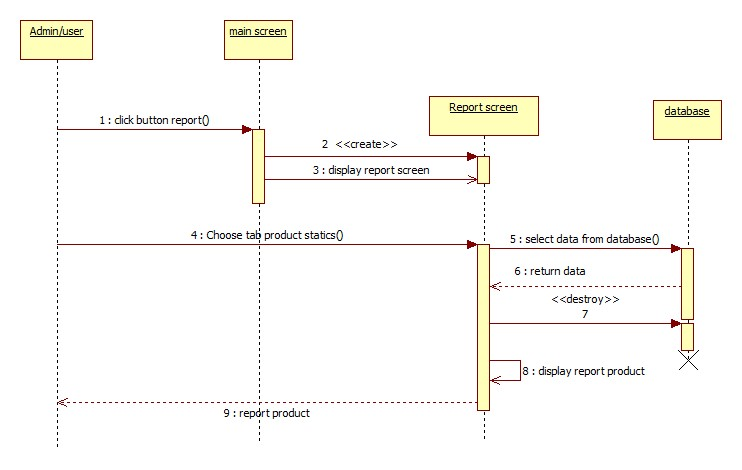 Admin/user
main screen
Report screen
database
1 : click button report()
2 <<create>>
3 : display report screen
4 : Choose tab product statics()
5 : select data from database()
6 : return data
<<destroy>>
7
8 : display report product
9 : report product